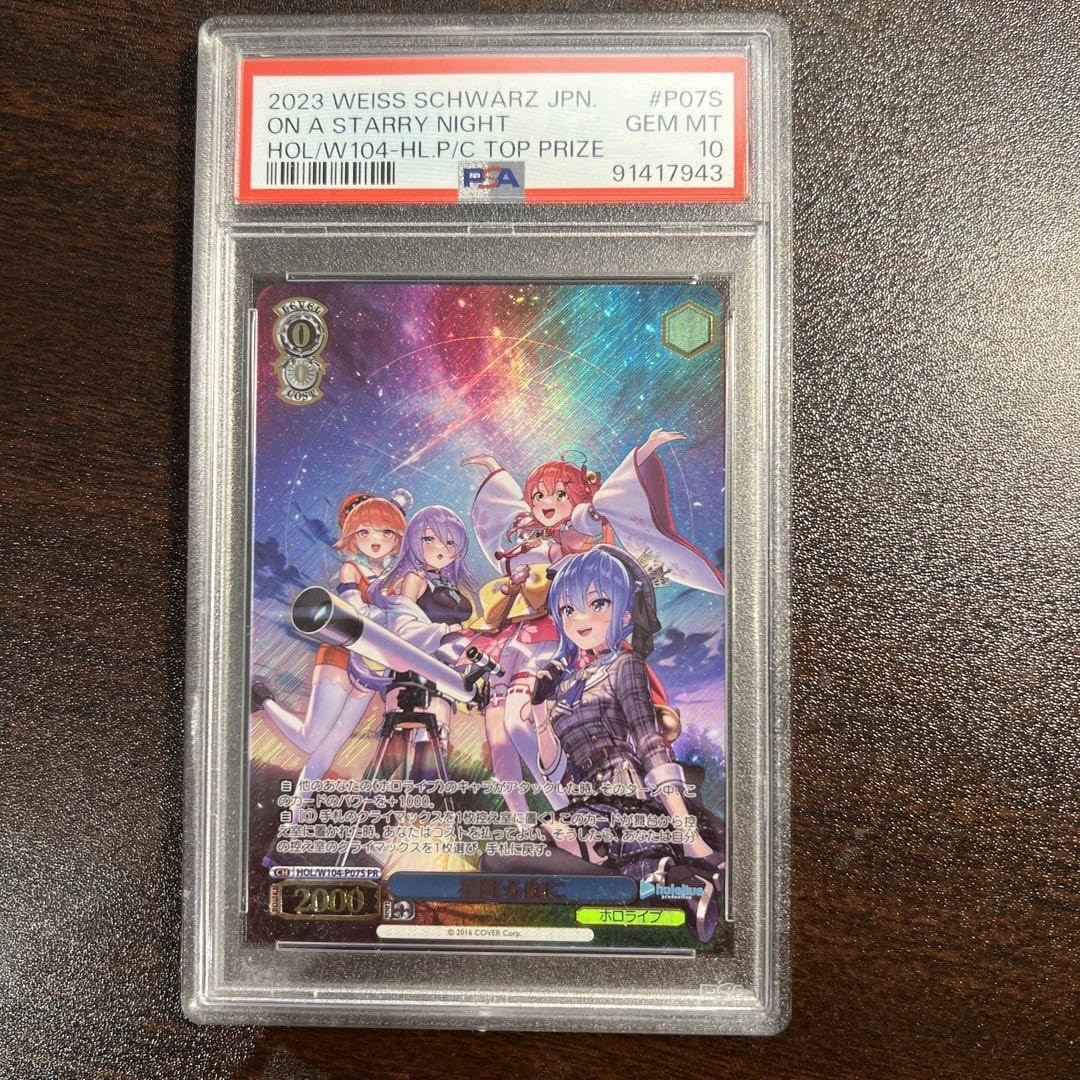 2023 WEISS SCHWARZ JPN. #P07S
ON A STARRY NIGHT GEM MT
HOL/W104-HL.P/C TOP PRIZE 10
91417943
PSA
LEVEL
0
COST
自 他のあなたの《ホロライブ》のキャラがアタックした時、そのターン中、こ
のカードのパワーを+1000。
自 【(1) 手札のクライマックスを1枚控え室に置く】 このカードが舞台から控
え室に置かれた時、あなたはコストを払ってよい。そうしたら、あなたは自分
の控え室のクライマックスを1枚選び、手札に戻す。
CH HOL/W104-P07S PR
2000
hololive
production
ホロライブ
© 2016 COVER Corp.